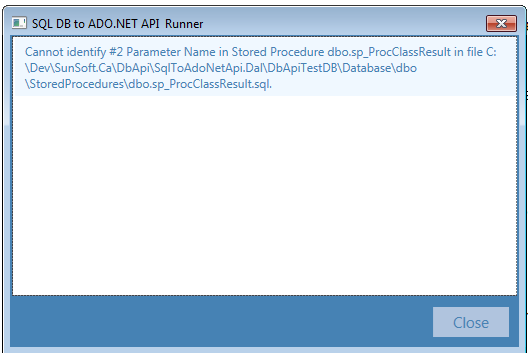 SQL DB to ADO.NET API Runner
Cannot identify #2 Parameter Name in Stored Procedure dbo.sp_ProcClassResult in file C:
\Dev\SunSoft.Ca\DbApi\SqlToAdoNetApi.Dal\DbApiTestDB\Database\dbo
\StoredProcedures\dbo.sp_ProcClassResult.sql.
Close